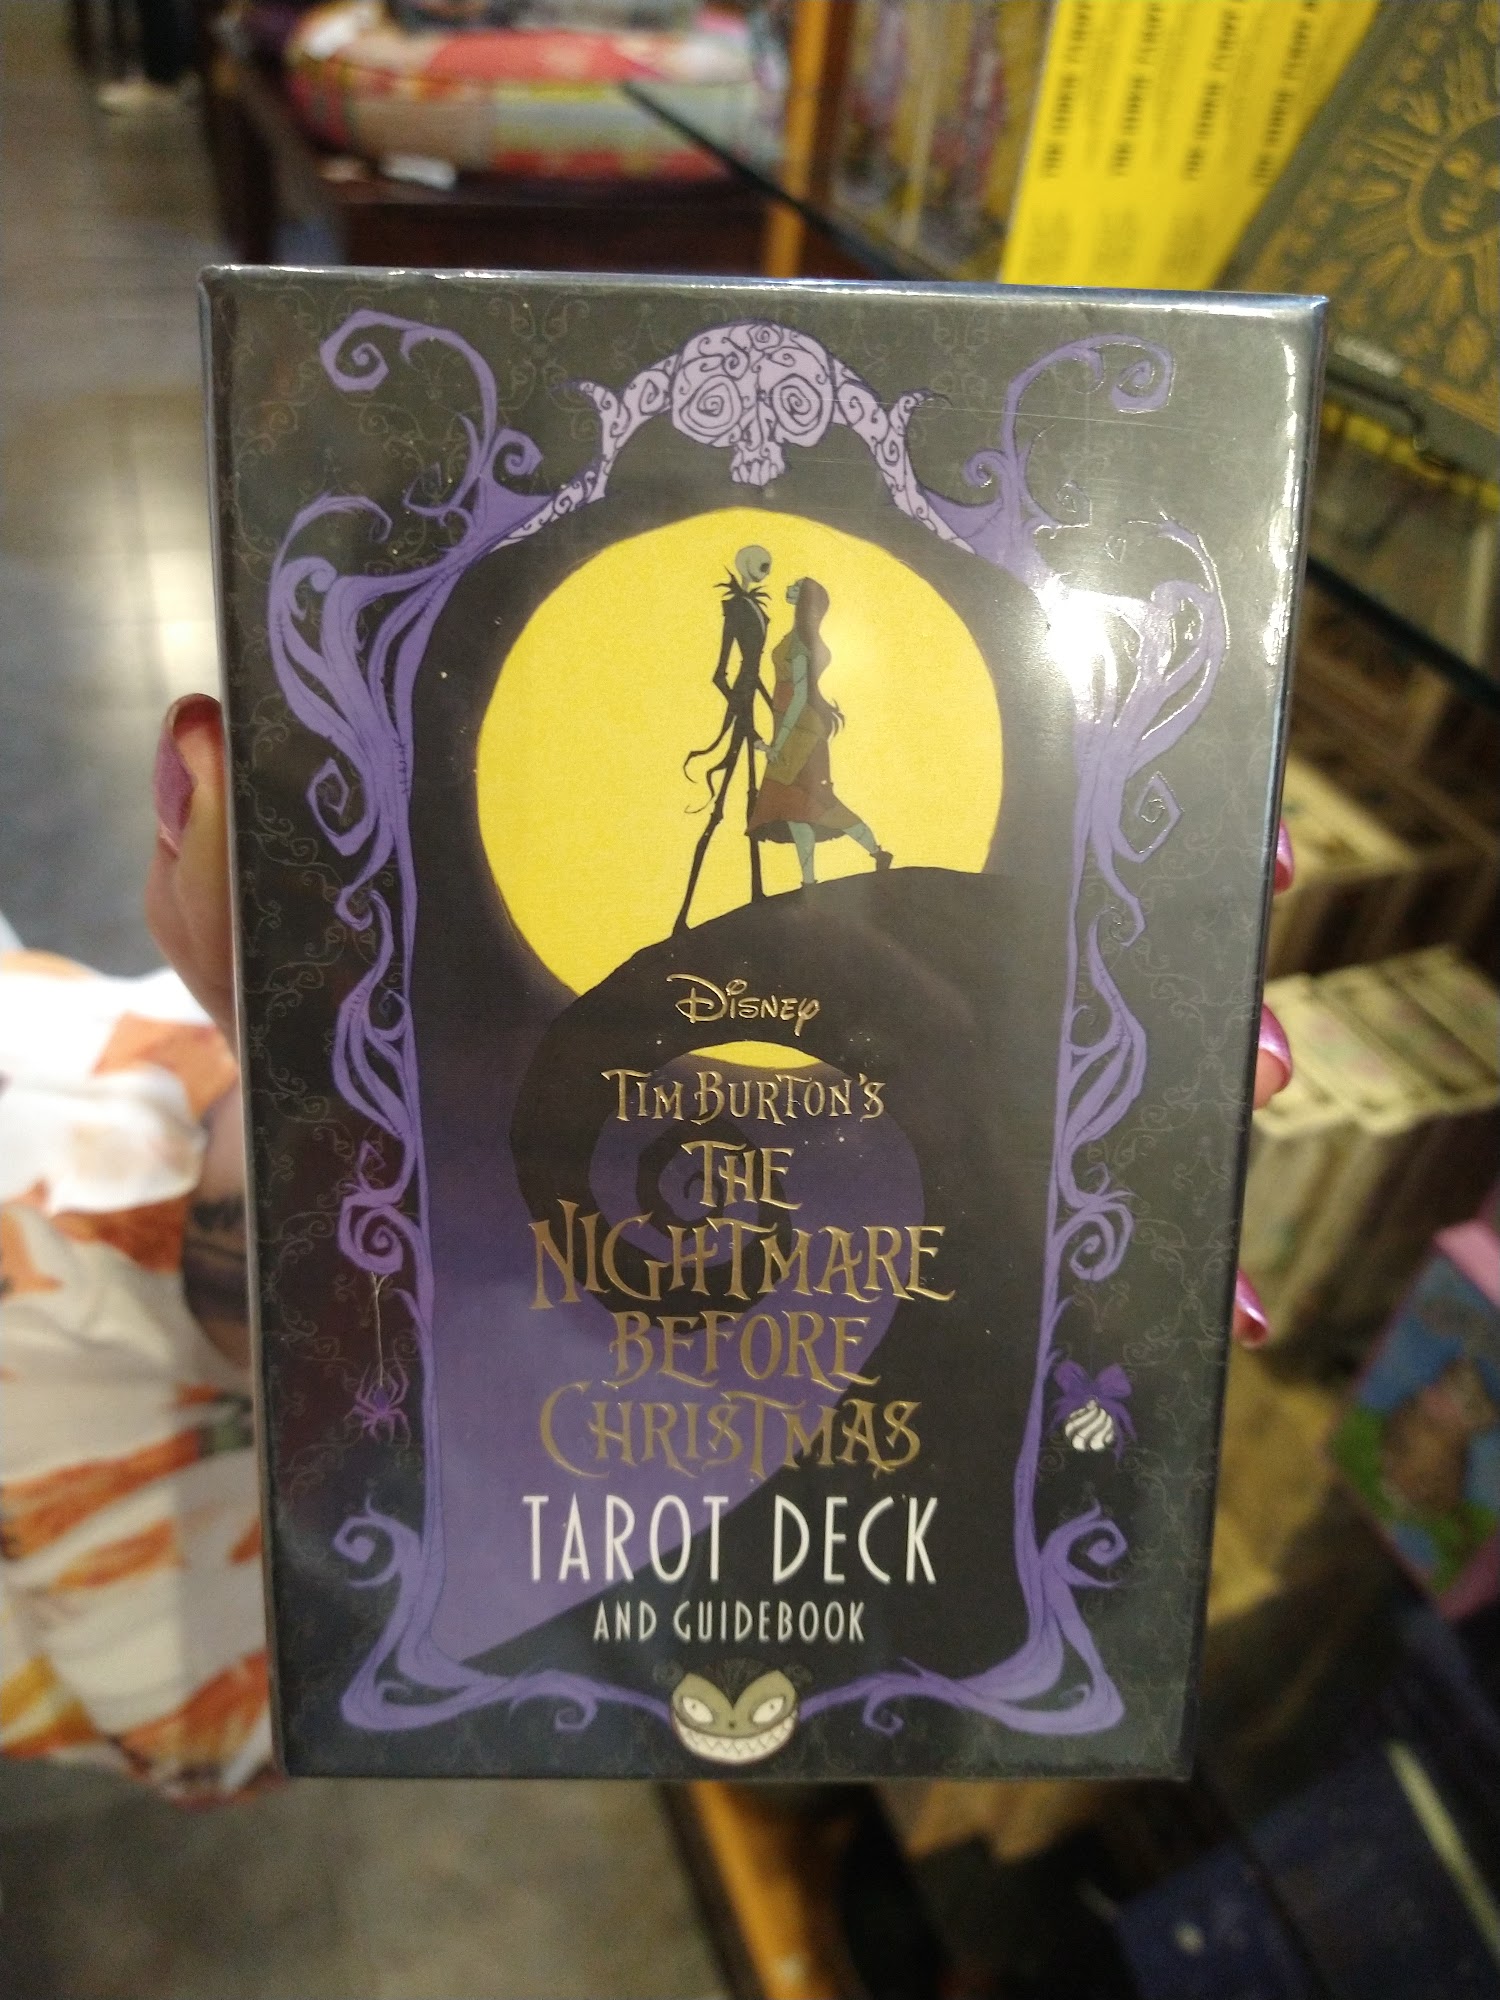 DISNEY
TIM BURTON'S
THE
NIGHTMARE
BEFORE
CHRISTMAS
TAROT DECK
AND GUIDEBOOK